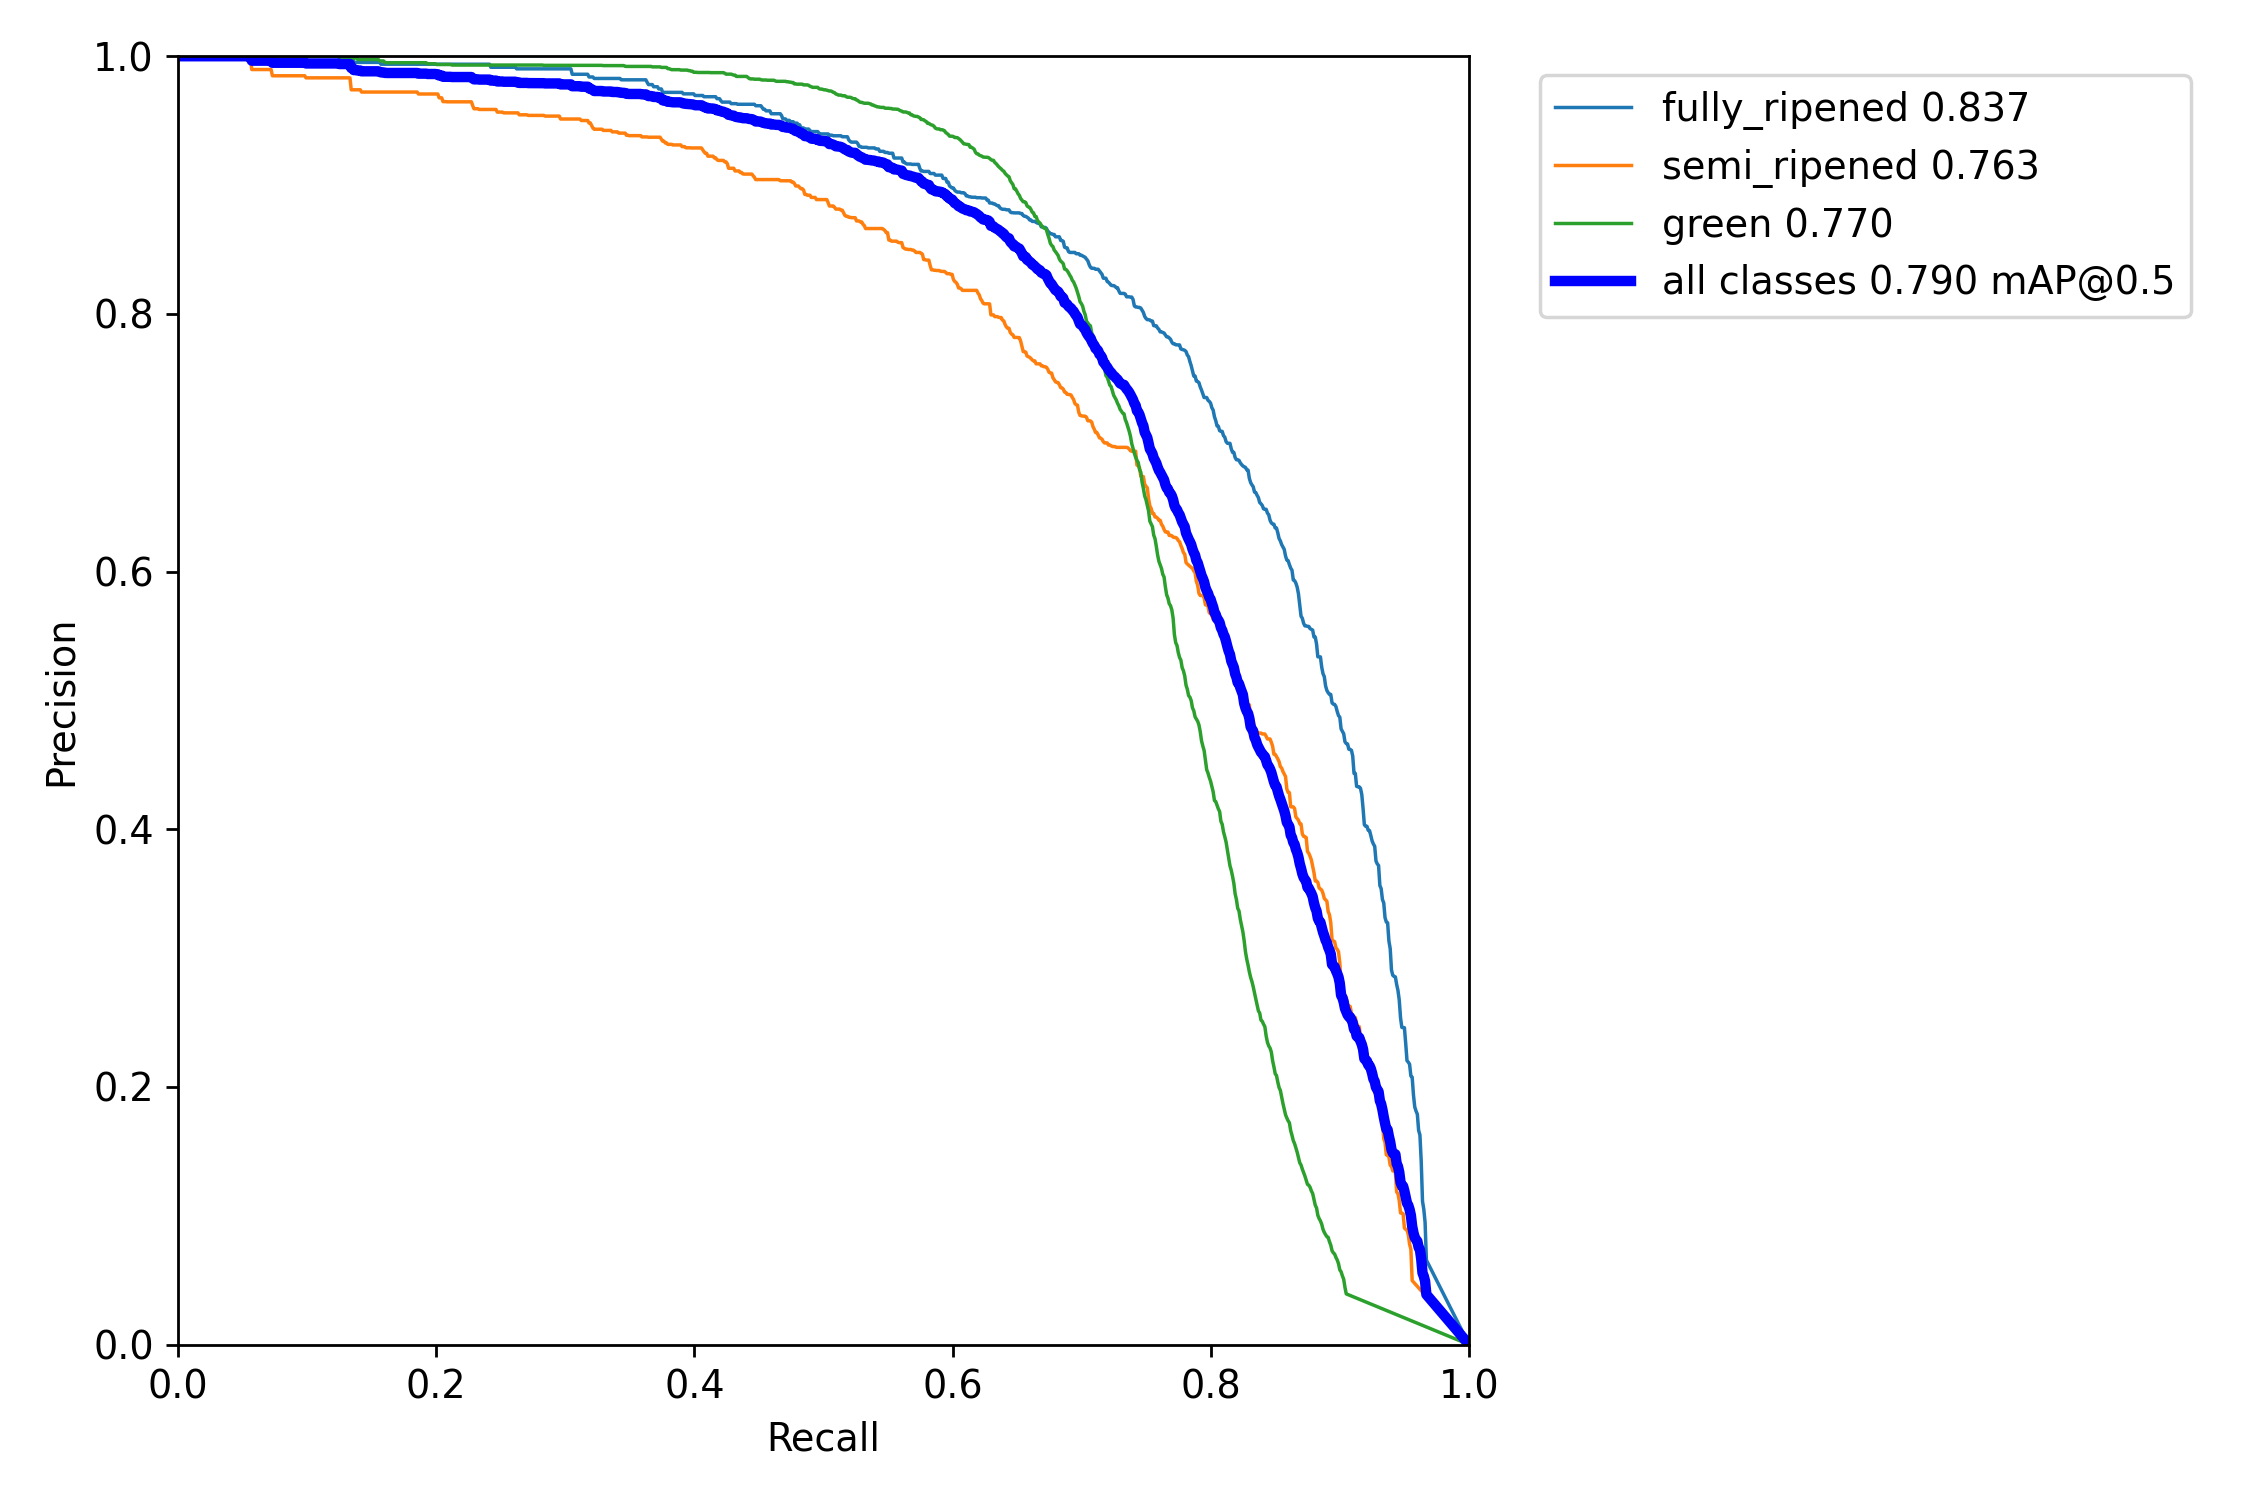 1.0
0.8
0.6
0.4
0.2
0.0
Precision
0.0 0.2 0.4 0.6 0.8 1.0
Recall
fully_ripened 0.837
semi_ripened 0.763
green 0.770
all classes 0.790 mAP@0.5